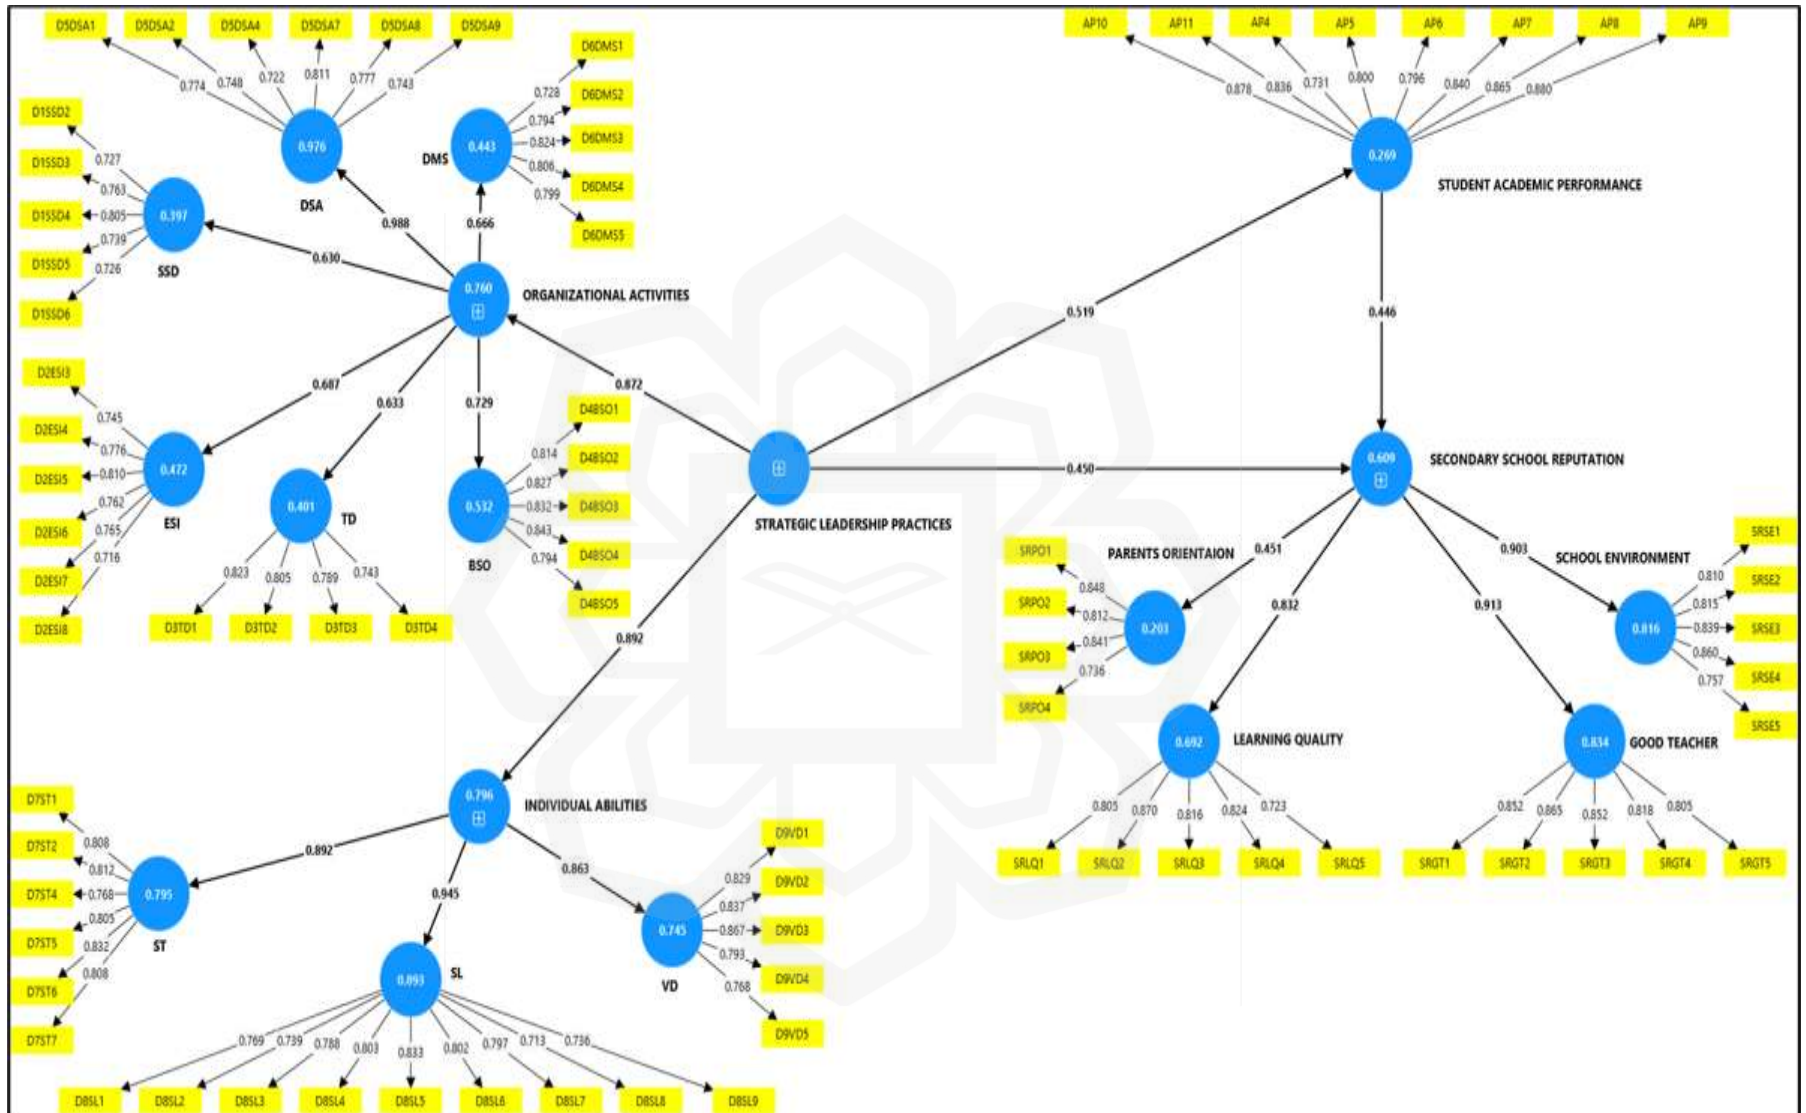 D5DSA1 D5DSA2 D5DSA4 D5DSA7 D5DSA8 D5DSA9
0.774 0.748 0.722 0.811 0.777 0.743
0.976
DSA
D6DMS1
D6DMS2
D6DMS3
D6DMS4
D6DMS5
0.728
0.794
0.824
0.806
0.799
0.443
DMS
D1SSD2
D1SSD3
D1SSD4
D1SSD5
D1SSD6
0.727
0.763
0.805
0.739
0.726
0.397
SSD
0.988
0.666
0.630
0.760
ORGANIZATIONAL ACTIVITIES
0.687
0.633
0.729
0.872
D2ESI3
D2ESI4
D2ESI5
D2ESI6
D2ESI7
D2ESI8
0.745
0.776
0.810
0.762
0.765
0.716
0.472
ESI
0.401
TD
0.823 0.805 0.789 0.743
D3TD1 D3TD2 D3TD3 D3TD4
0.532
BSO
D4BSO1
D4BSO2
D4BSO3
D4BSO4
D4BSO5
0.814
0.827
0.832
0.843
0.794
STRATEGIC LEADERSHIP PRACTICES
0.519
0.450
0.892
AP10 AP11 AP4 AP5 AP6 AP7 AP8 AP9
0.878 0.836 0.731 0.800 0.796 0.840 0.865 0.880
0.269
STUDENT ACADEMIC PERFORMANCE
0.446
0.609
SECONDARY SCHOOL REPUTATION
0.451
0.832
0.913
0.903
PARENTS ORIENTAION
0.203
SRPO1
SRPO2
SRPO3
SRPO4
0.848
0.812
0.841
0.736
SCHOOL ENVIRONMENT
0.816
SRSE1
SRSE2
SRSE3
SRSE4
SRSE5
0.810
0.815
0.839
0.860
0.757
0.692
LEARNING QUALITY
0.805 0.870 0.816 0.824 0.723
SRLQ1 SRLQ2 SRLQ3 SRLQ4 SRLQ5
0.834
GOOD TEACHER
0.852 0.865 0.852 0.818 0.805
SRGT1 SRGT2 SRGT3 SRGT4 SRGT5
0.796
INDIVIDUAL ABILITIES
0.892
0.945
0.863
D7ST1
D7ST2
D7ST4
D7ST5
D7ST6
D7ST7
0.808
0.812
0.768
0.805
0.832
0.808
0.795
ST
0.893
SL
0.769 0.739 0.788 0.803 0.833 0.802 0.797 0.713 0.736
D8SL1 D8SL2 D8SL3 D8SL4 D8SL5 D8SL6 D8SL7 D8SL8 D8SL9
0.745
VD
D9VD1
D9VD2
D9VD3
D9VD4
D9VD5
0.829
0.837
0.867
0.793
0.768